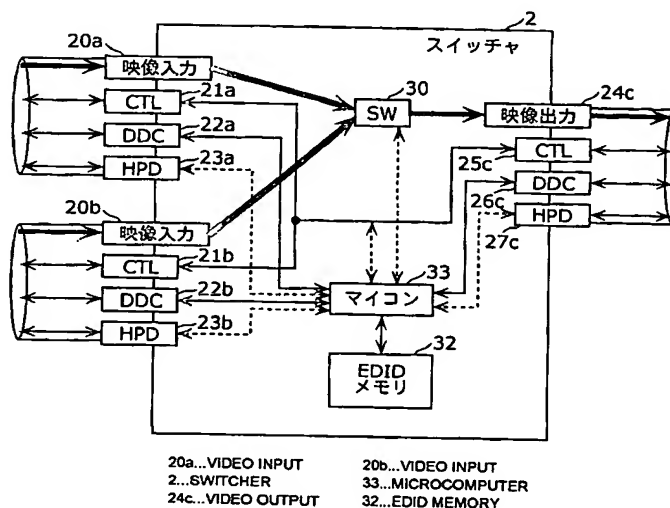 2
スイッチャ
20a
映像入力
21a
CTL
22a
DDC
23a
HPD
20b
映像入力
21b
CTL
22b
DDC
23b
HPD
30
SW
24c
映像出力
25c
CTL
26c
DDC
27c
HPD
33
マイコン
32
EDID
メモリ
20a...VIDEO INPUT
2...SWITCHER
24c...VIDEO OUTPUT
20b...VIDEO INPUT
33...MICROCOMPUTER
32...EDID MEMORY